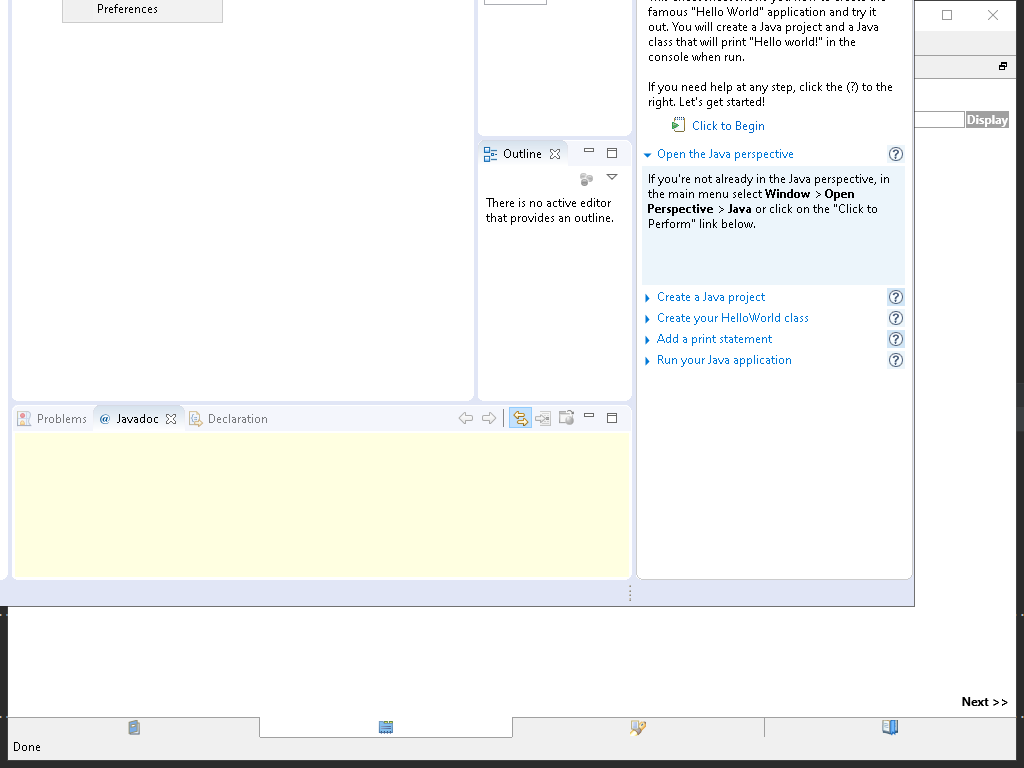 Preferences
famous "Hello World" application and try it
out. You will create a Java project and a Java
class that will print "Hello world!" in the
console when run.
If you need help at any step, click the (?) to the
right. Let's get started!
Click to Begin
Display
Outline
Open the Java perspective
There is no active editor
that provides an outline.
If you're not already in the Java perspective, in
the main menu select Window > Open
Perspective > Java or click on the "Click to
Perform" link below.
Create a Java project
Create your HelloWorld class
Add a print statement
Run your Java application
Problems
@ Javadoc
Declaration
Next >>
Done